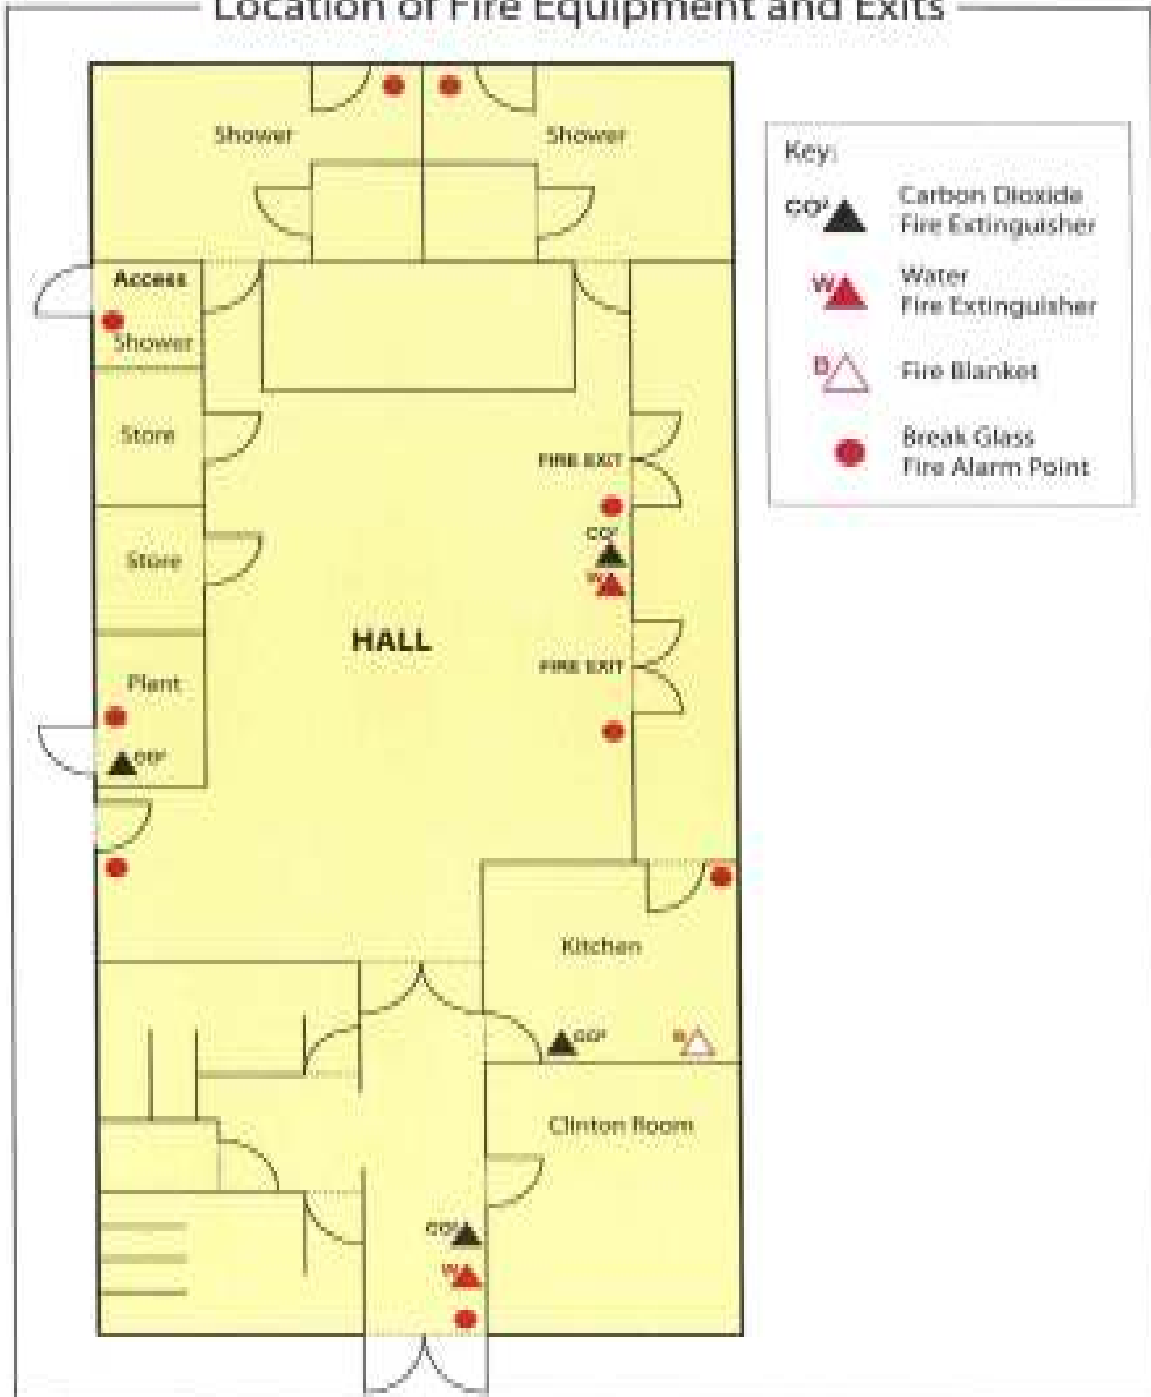 Location of Fire Equipment and Exits
Shower
Shower
Key:
CO² Carbon Dioxide
Fire Extinguisher
W Water
Fire Extinguisher
B Fire Blanket
Break Glass
Fire Alarm Point
Access
Shower
Store
FIRE EXIT
CO²
W
Store
HALL
FIRE EXIT
Plant
CO²
Kitchen
CO²
B
Clinton Room
CO²
W